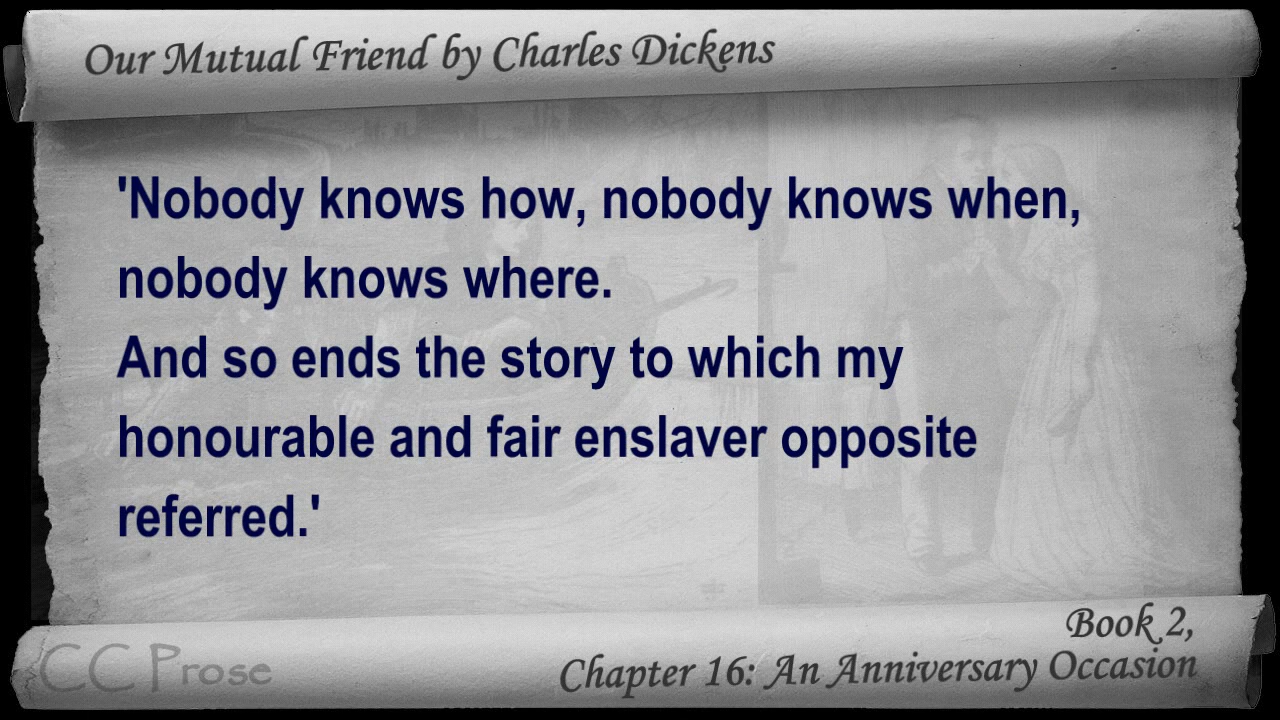 Our Mutual Friend by Charles Dickens
'Nobody knows how, nobody knows when,
nobody knows where.
And so ends the story to which my
honourable and fair enslaver opposite
referred.'
Book 2,
Chapter 16: An Anniversary Occasion
CC Prose